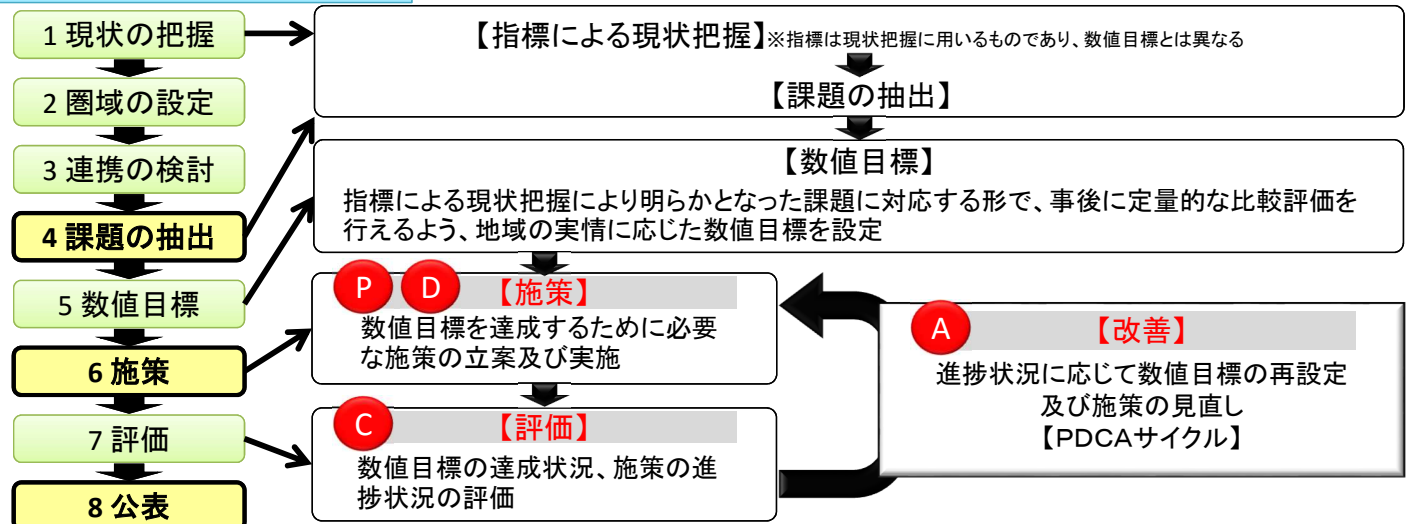 1 現状の把握
2 圏域の設定
3 連携の検討
4 課題の抽出
5 数値目標
6 施策
7 評価
8 公表
【指標による現状把握】※指標は現状把握に用いるものであり、数値目標とは異なる
【課題の抽出】
【数値目標】
指標による現状把握により明らかとなった課題に対応する形で、事後に定量的な比較評価を
行えるよう、地域の実情に応じた数値目標を設定
P D 【施策】
数値目標を達成するために必要
な施策の立案及び実施
C 【評価】
数値目標の達成状況、施策の進
捗状況の評価
A 【改善】
進捗状況に応じて数値目標の再設定
及び施策の見直し
【PDCAサイクル】